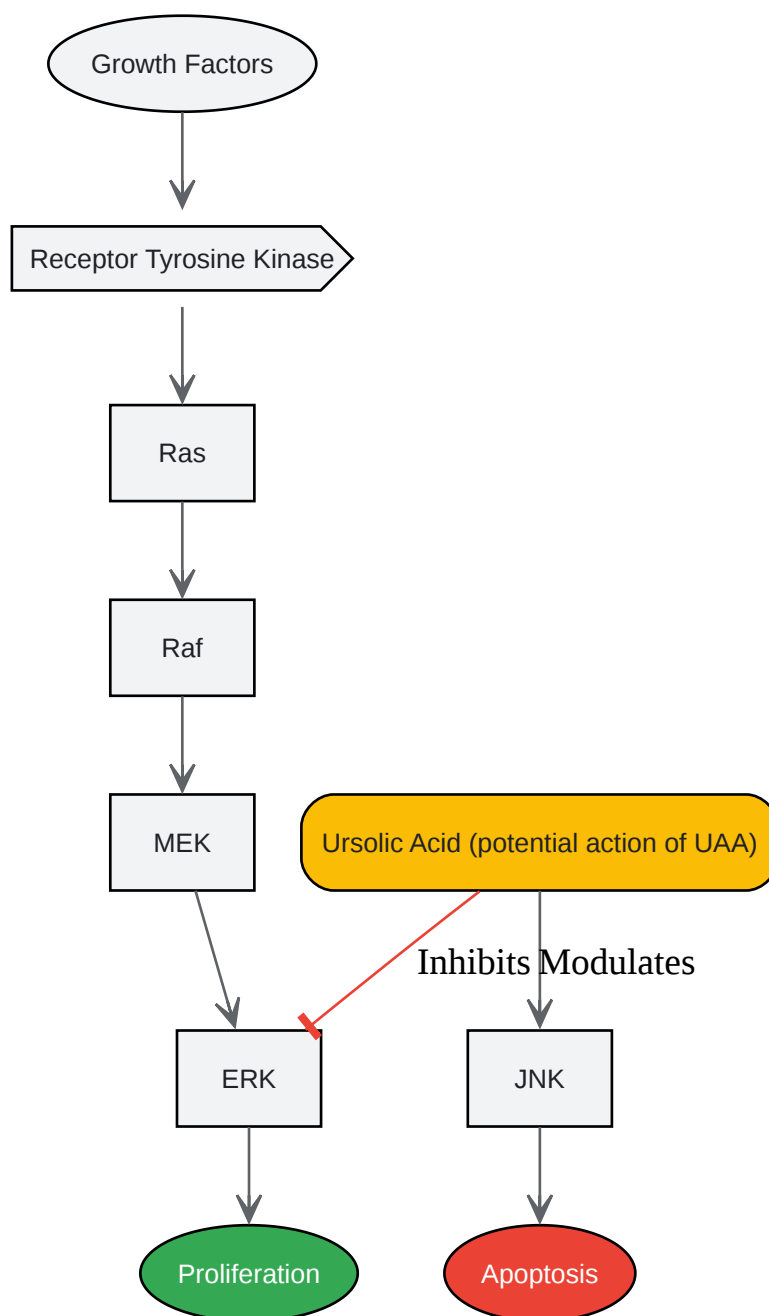 Growth Factors
Receptor Tyrosine Kinase
Ras
Raf
MEK
Ursolic Acid (potential action of UAA)
Inhibits Modulates
ERK
JNK
Proliferation
Apoptosis